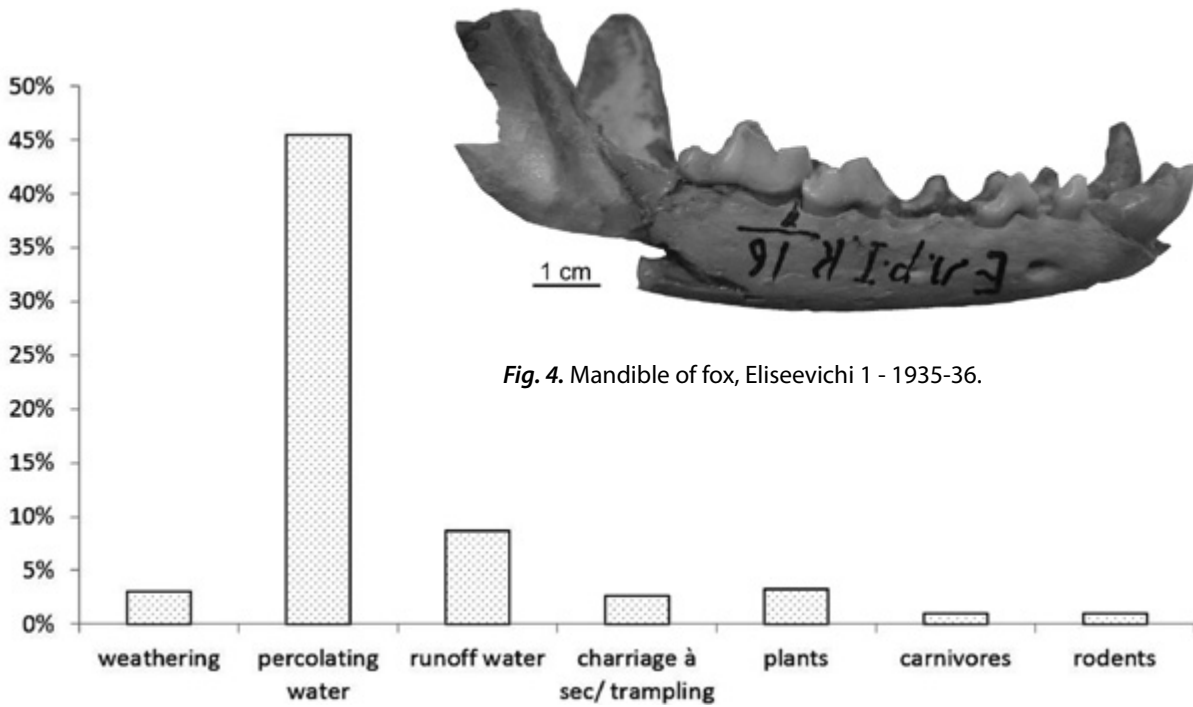 50%
45%
40%
35%
30%
25%
20%
15%
10%
5%
0%
weathering
percolating
water
runoff water
charriage à
sec/ trampling
plants
carnivores
rodents
1 cm
Fig. 4. Mandible of fox, Eliseevichi 1 - 1935-36.